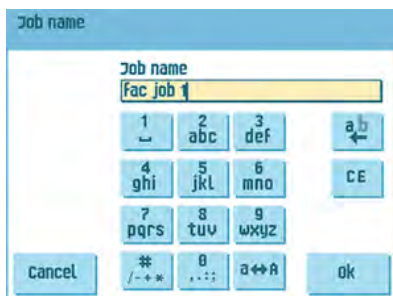 Job name
Job name
Fac job 1
1 2 3 a b
abc def
4 5 6 CE
ghi jkl mno
7 8 9
pqrs tuv wxyz
Cancel # 0 a↔A ok
/-+* .,:;